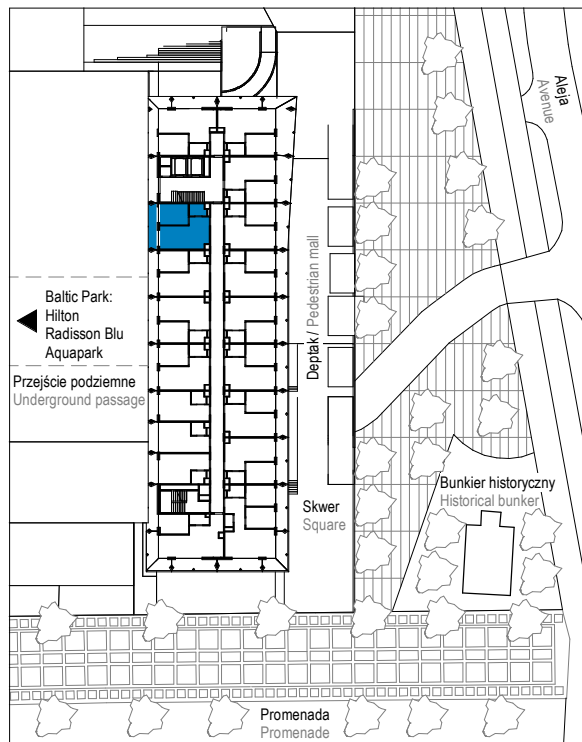 Aleja
Avenue
Baltic Park:
Hilton
Radisson Blu
Aquapark
Przejście podziemne
Underground passage
Deptak / Pedestrian mall
Skwer
Square
Bunkier historyczny
Historical bunker
Promenada
Promenade